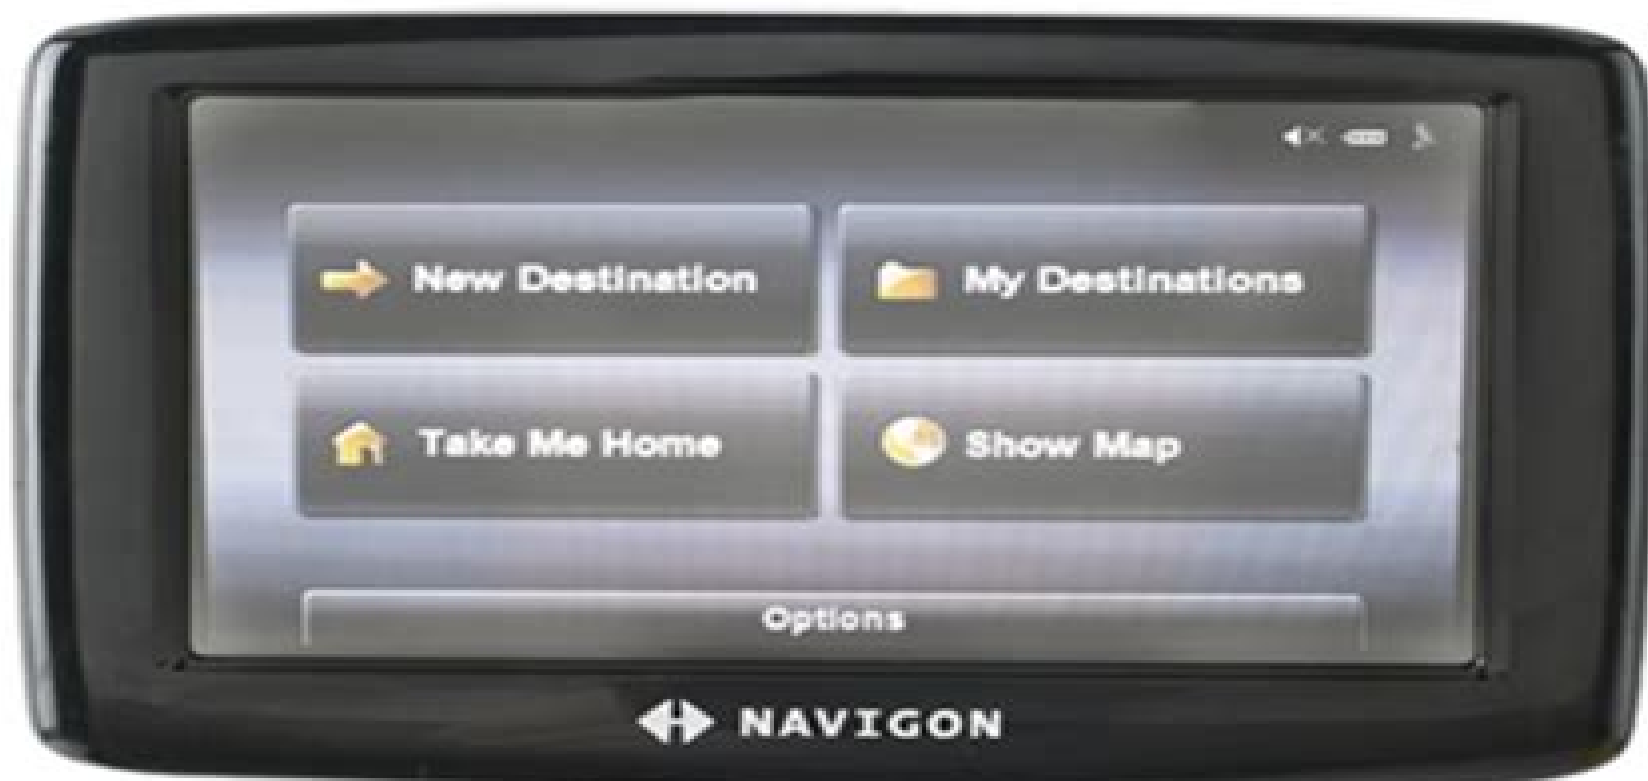 New Destination
My Destinations
Take Me Home
Show Map
Options
NAVIGON